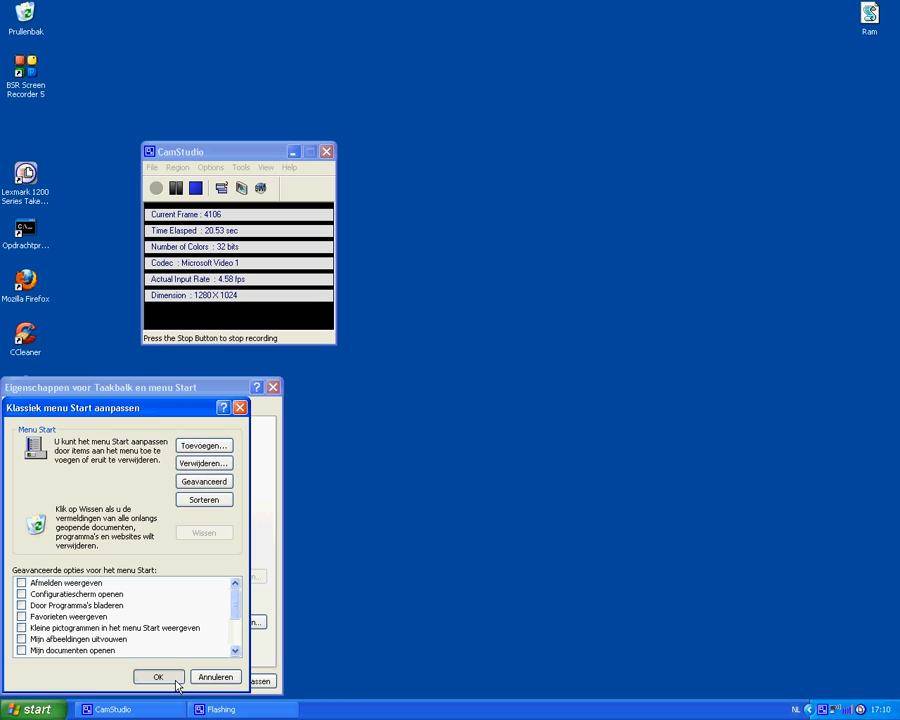 Prullenbak
Ram
BSR Screen
Recorder 5
Lexmark 1200
Series Take...
Opdrachtpr...
Mozilla Firefox
CCleaner
CamStudio
File Region Options Tools View Help
Current Frame : 4106
Time Elasped : 20.53 sec
Number of Colors : 32 bits
Codec : Microsoft Video 1
Actual Input Rate : 4.58 fps
Dimension : 1280 X 1024
Press the Stop Button to stop recording
Eigenschappen voor Taakbalk en menu Start
Klassiek menu Start aanpassen
Menu Start
U kunt het menu Start aanpassen
door items aan het menu toe te
voegen of eruit te verwijderen.
Toevoegen...
Verwijderen...
Geavanceerd
Sorteren
Klik op Wissen als u de
vermeldingen van alle onlangs
geopende documenten,
programma's en websites wilt
verwijderen.
Wissen
Geavanceerde opties voor het menu Start:
Afmelden weergeven
Configuratiescherm openen
Door Programma's bladeren
Favorieten weergeven
Kleine pictogrammen in het menu Start weergeven
Mijn afbeeldingen uitvouwen
Mijn documenten openen
n...
n...
OK
Annuleren
assen
start
CamStudio
Flashing
NL
17:10